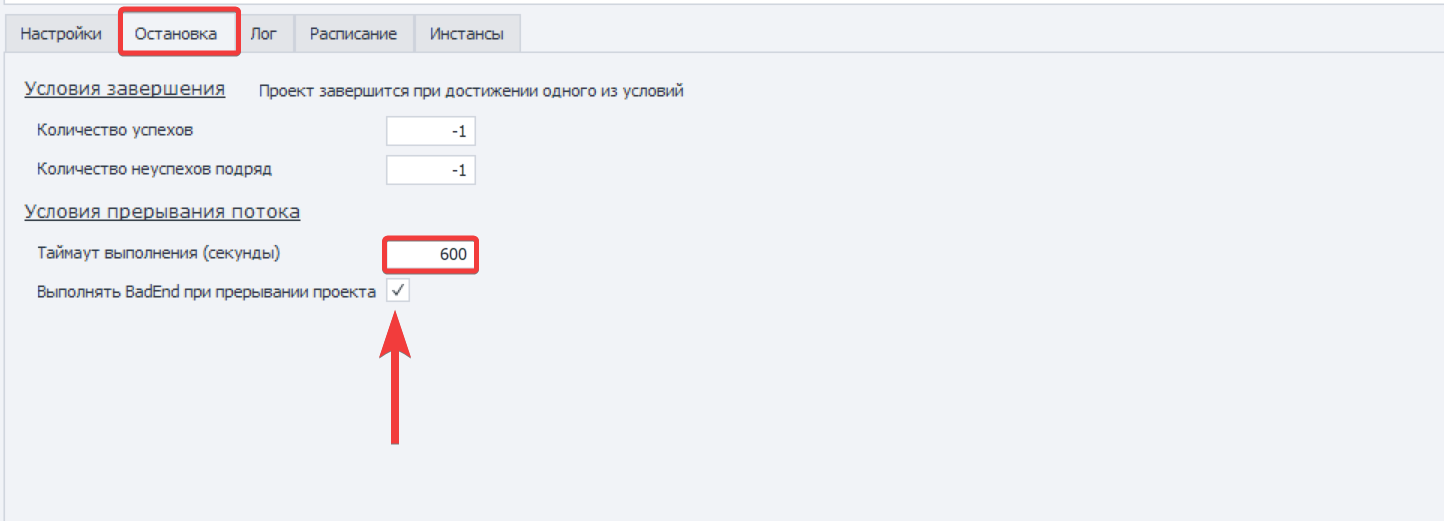 Настройки Остановка Лог Расписание Инстансы
Условия завершения Проект завершится при достижении одного из условий
Количество успехов -1
Количество неуспехов подряд -1
Условия прерывания потока
Таймаут выполнения (секунды) 600
Выполнять BadEnd при прерывании проекта